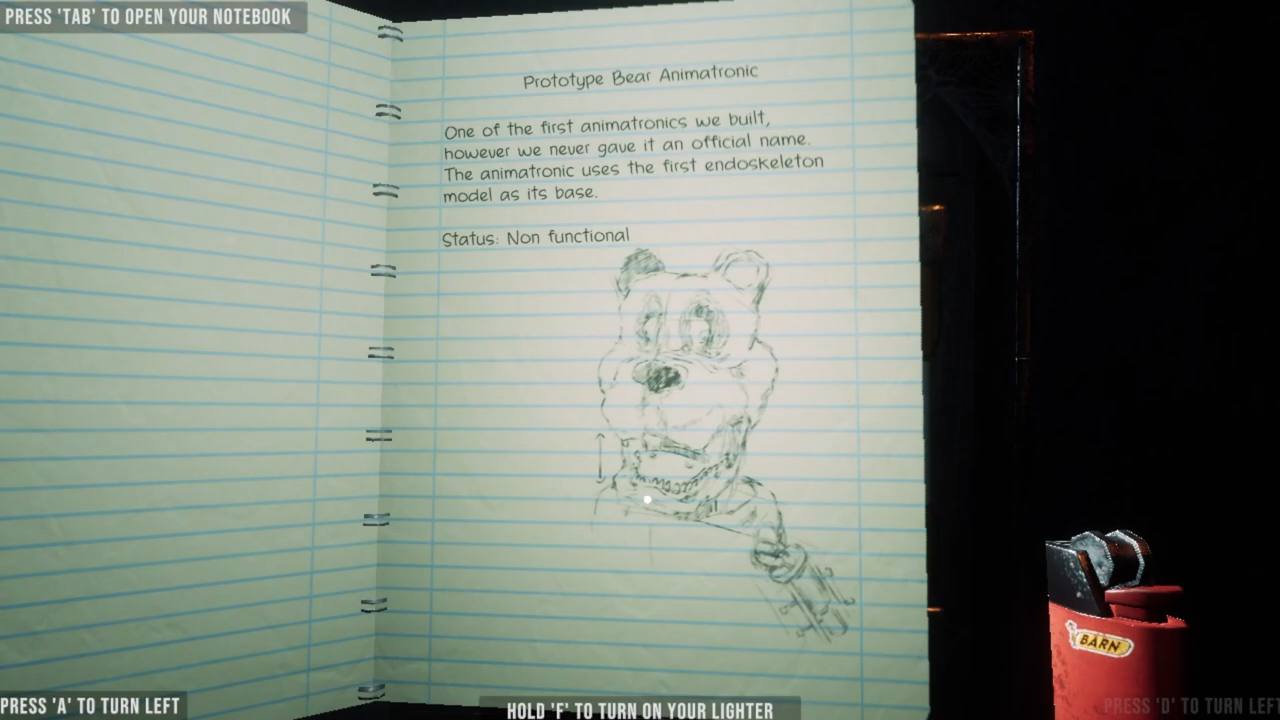 PRESS 'TAB' TO OPEN YOUR NOTEBOOK
Prototype Bear Animatronic
One of the first animatronics we built,
however we never gave it an official name.
The animatronic uses the first endoskeleton
model as its base.
Status: Non functional
BARN
PRESS 'A' TO TURN LEFT
HOLD 'F' TO TURN ON YOUR LIGHTER
PRESS 'D' TO TURN LEFT